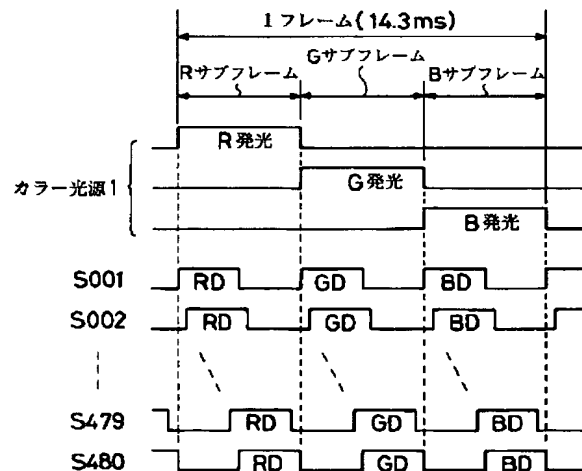 1フレーム(14.3ms)
Rサブフレーム Gサブフレーム Bサブフレーム
R発光
カラー光源1 G発光
B発光
S001 RD GD BD
S002 RD GD BD
S479 RD GD BD
S480 RD GD BD